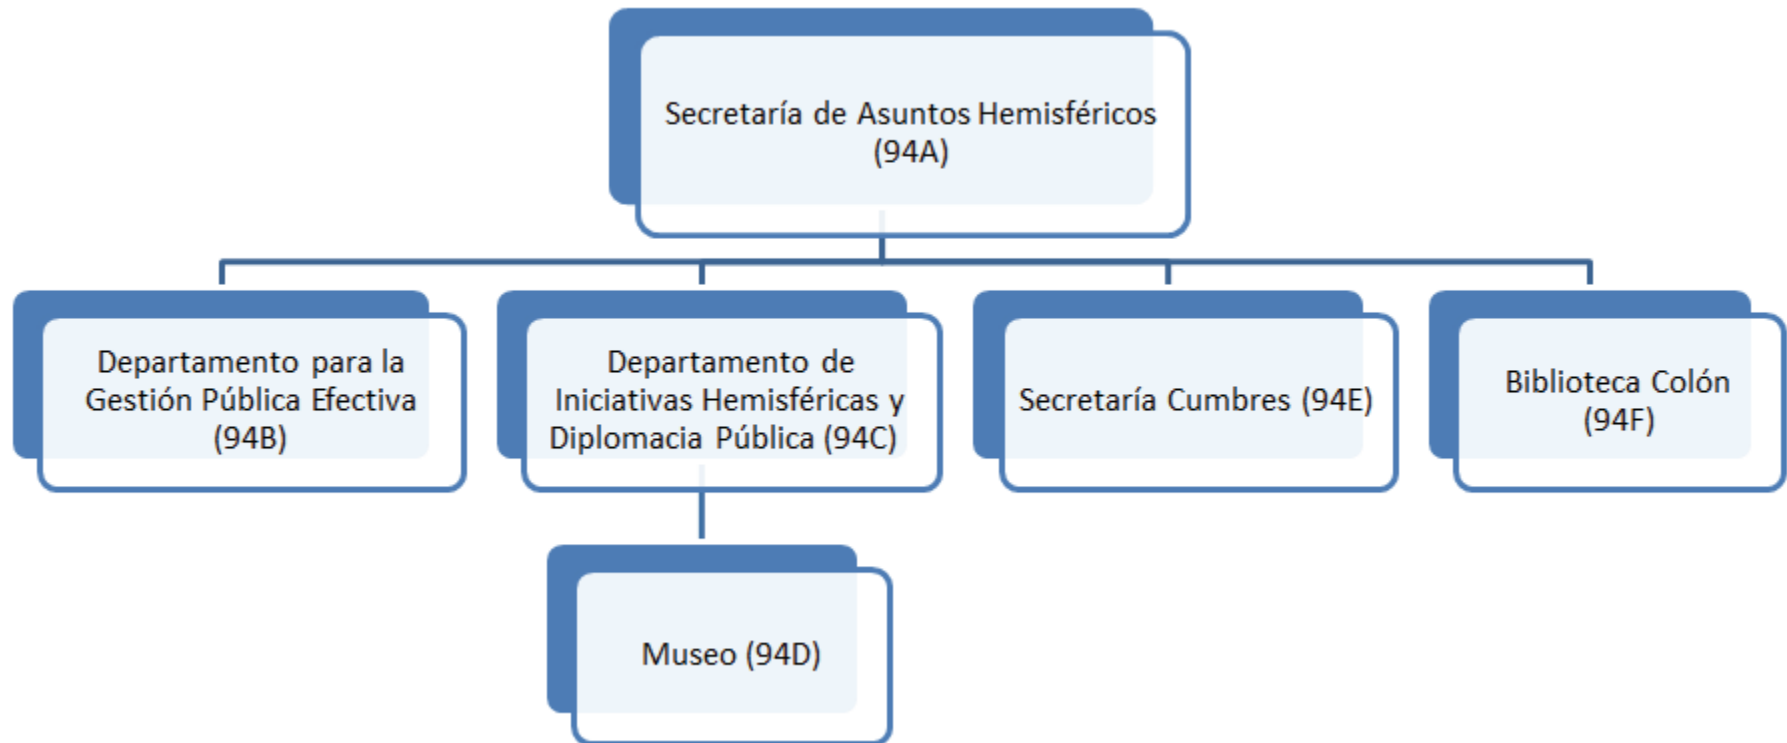 Secretaría de Asuntos Hemisféricos
(94A)
Departamento para la
Gestión Pública Efectiva
(94B)
Departamento de
Iniciativas Hemisféricas y
Diplomacia Pública (94C)
Secretaría Cumbres (94E)
Biblioteca Colón
(94F)
Museo (94D)